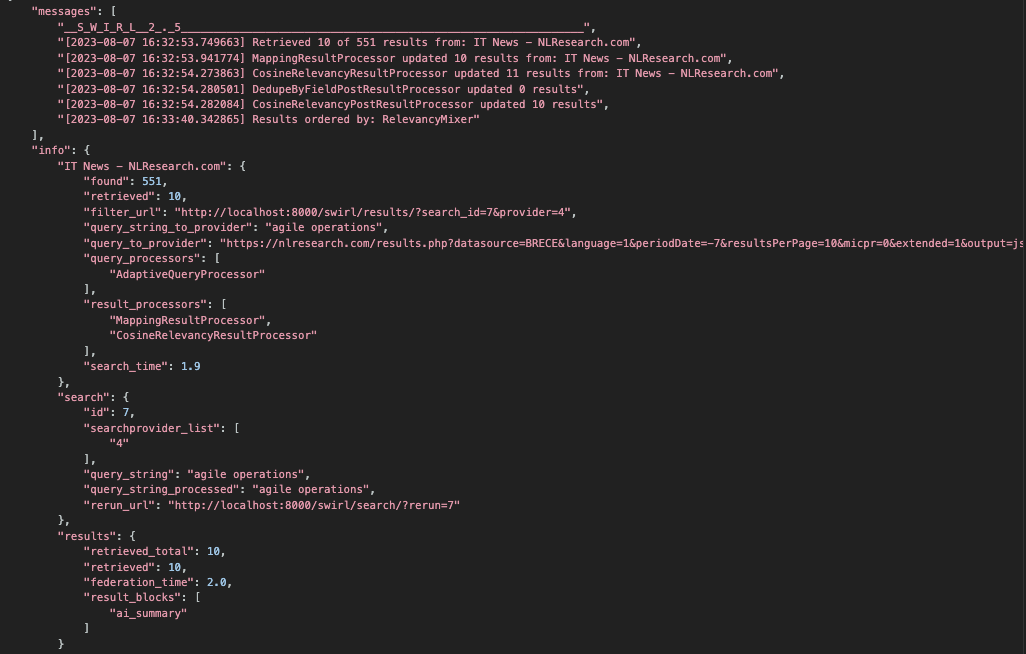 "messages": [
"__S_W_I_R_L__2_._5______________________________________________________________",
"[2023-08-07 16:32:53.749663] Retrieved 10 of 551 results from: IT News – NLResearch.com",
"[2023-08-07 16:32:53.941774] MappingResultProcessor updated 10 results from: IT News – NLResearch.com",
"[2023-08-07 16:32:54.273863] CosineRelevancyResultProcessor updated 11 results from: IT News – NLResearch.com",
"[2023-08-07 16:32:54.280501] DedupeByFieldPostResultProcessor updated 0 results",
"[2023-08-07 16:32:54.282084] CosineRelevancyPostResultProcessor updated 10 results",
"[2023-08-07 16:33:40.342865] Results ordered by: RelevancyMixer"
],
"info": {
"IT News – NLResearch.com": {
"found": 551,
"retrieved": 10,
"filter_url": "http://localhost:8000/swirl/results/?search_id=7&provider=4",
"query_string_to_provider": "agile operations",
"query_to_provider": "https://nlresearch.com/results.php?datasource=BRECE&language=1&periodDate=-7&resultsPerPage=10&micpr=0&extended=1&output=js
"query_processors": [
"AdaptiveQueryProcessor"
],
"result_processors": [
"MappingResultProcessor",
"CosineRelevancyResultProcessor"
],
"search_time": 1.9
},
"search": {
"id": 7,
"searchprovider_list": [
"4"
],
"query_string": "agile operations",
"query_string_processed": "agile operations",
"rerun_url": "http://localhost:8000/swirl/search/?rerun=7"
},
"results": {
"retrieved_total": 10,
"retrieved": 10,
"federation_time": 2.0,
"result_blocks": [
"ai_summary"
]
}